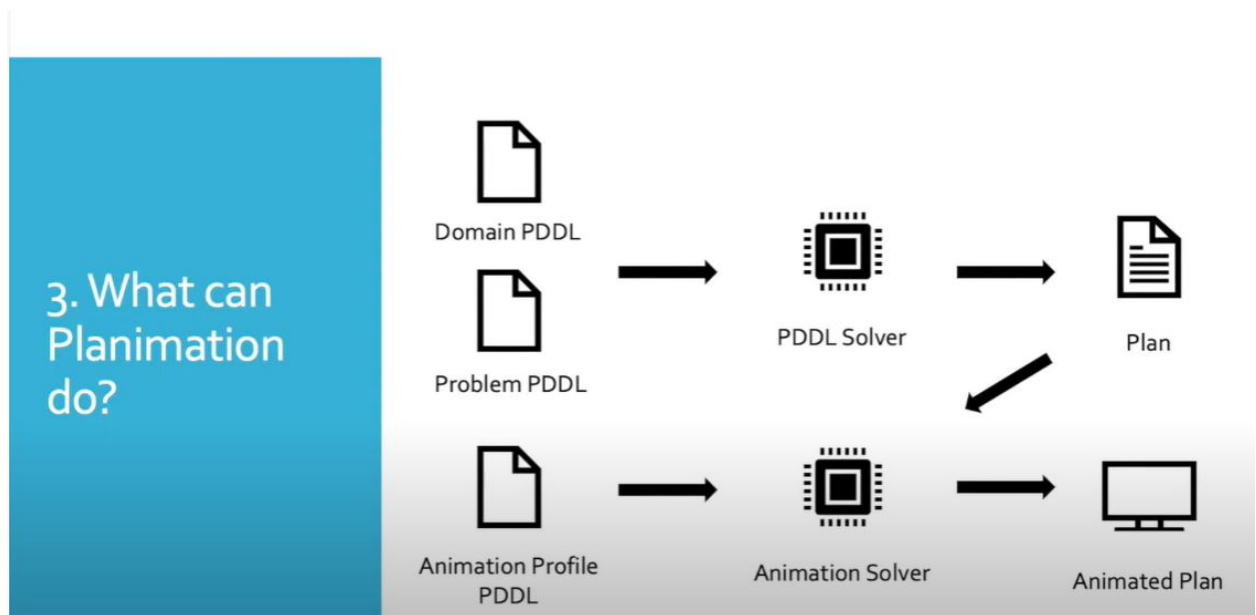 3. What can
Planimation
do?
Domain PDDL
Problem PDDL
PDDL Solver
Plan
Animation Profile
PDDL
Animation Solver
Animated Plan